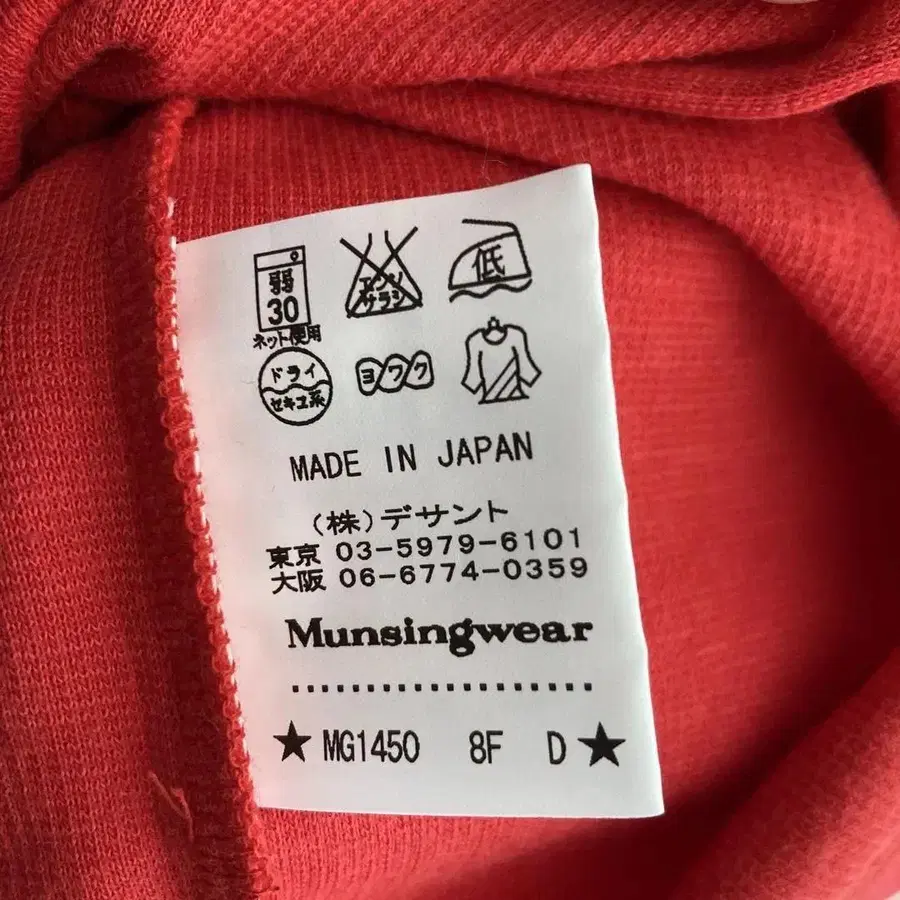 弱
30
ネット使用
エンソ
サラシ
低
ドライ
セキユ系
ヨワク
MADE IN JAPAN
(株)デサント
東京 03-5979-6101
大阪 06-6774-0359
Munsingwear
★ MG1450 8F D ★